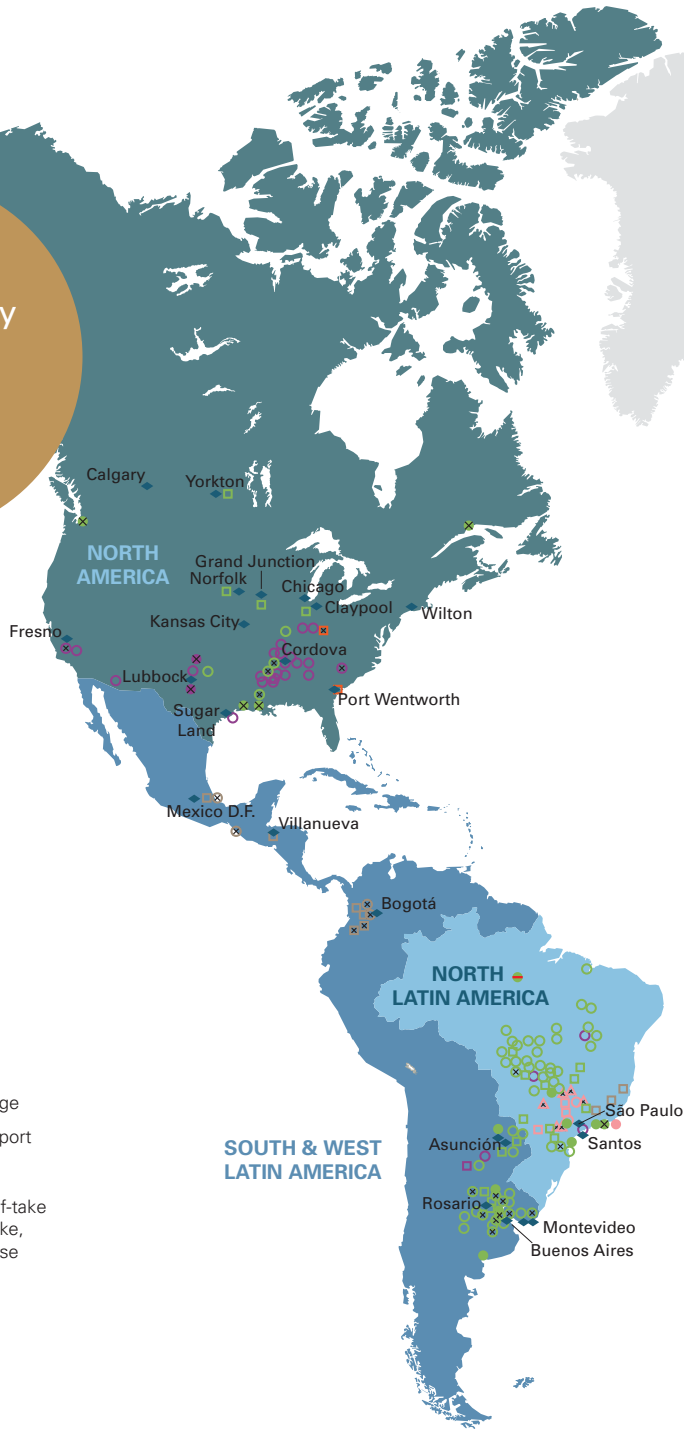 y
Calgary
Yorkton
NORTH
AMERICA
Grand Junction
Norfolk
Chicago
Claypool
Kansas City
Wilton
Fresno
Cordova
Lubbock
Port Wentworth
Sugar
Land
Mexico D.F.
Villanueva
Bogotá
NORTH
LATIN AMERICA
ge
port
São Paulo
Santos
Asunción
SOUTH & WEST
LATIN AMERICA
f-take
ke,
se
Rosario
Montevideo
Buenos Aires